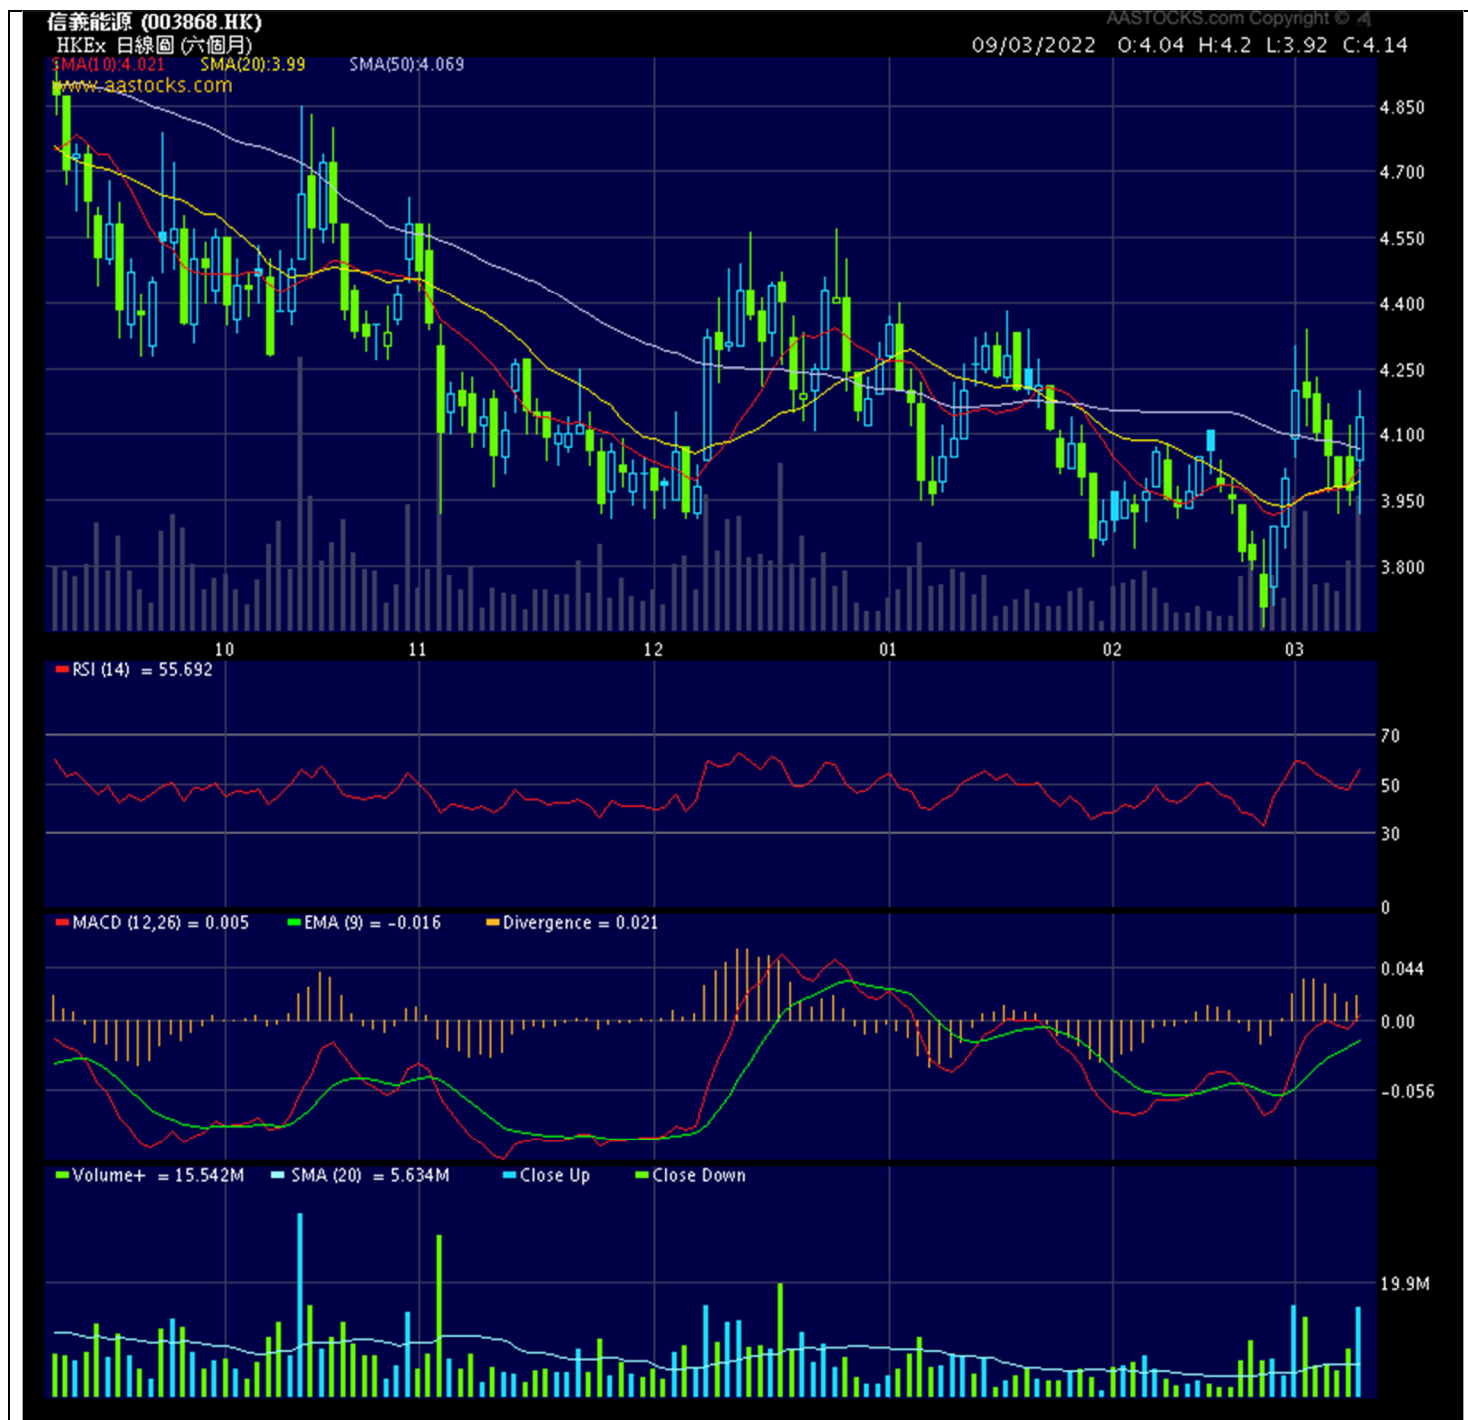 信義能源 (003868.HK)
AASTOCKS.com Copyright ©
HKEx 日線圖 (六個月)
09/03/2022 O:4.04 H:4.2 L:3.92 C:4.14
SMA(10):4.021 SMA(20):3.99 SMA(50):4.069
www.aastocks.com
4.850
4.700
4.550
4.400
4.250
4.100
3.950
3.800
10 11 12 01 02 03
RSI (14) = 55.692
70
50
30
0
MACD (12,26) = 0.005 EMA (9) = -0.016 Divergence = 0.021
0.044
0.00
-0.056
Volume+ = 15.542M SMA (20) = 5.634M Close Up Close Down
19.9M